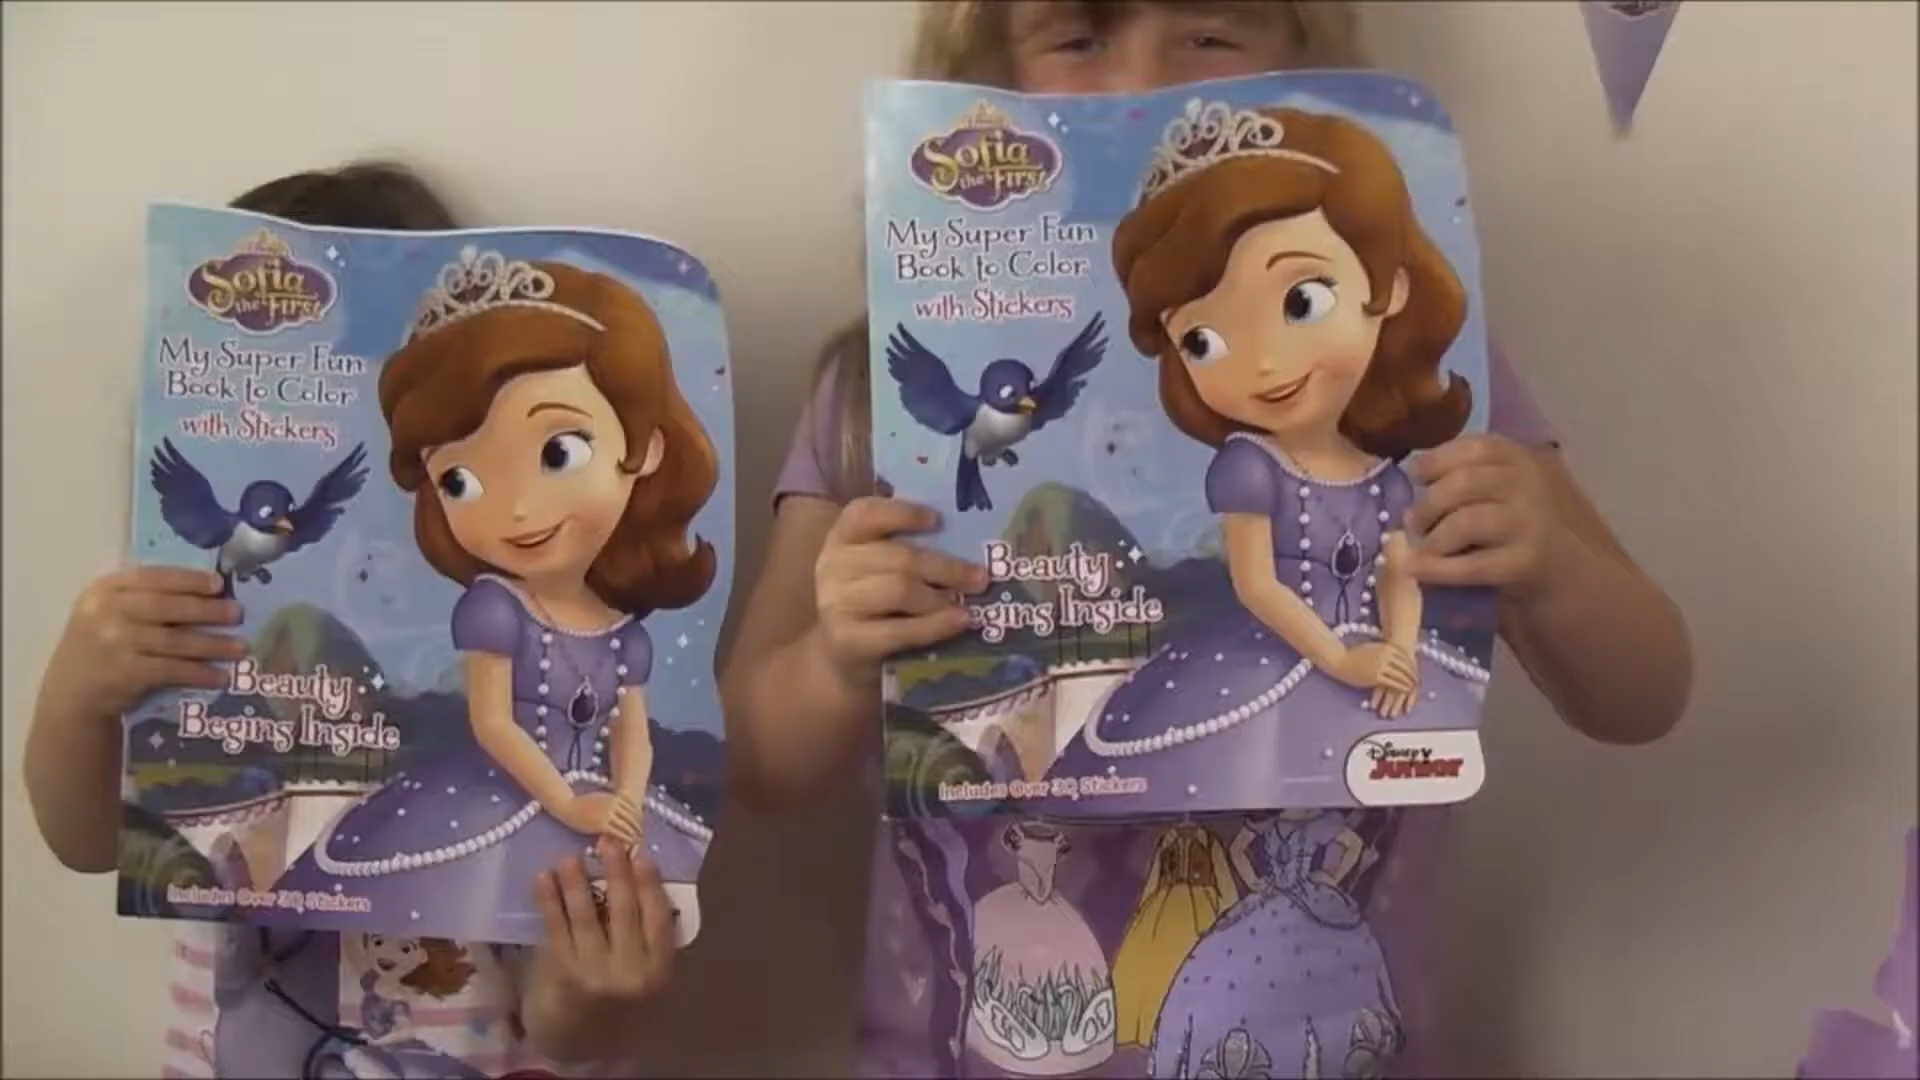 Sofia
the First
My Super Fun
Book to Color
with Stickers
Beauty
Begins Inside
Includes Over 30 Stickers
Sofia
the First
My Super Fun
Book to Color
with Stickers
Beauty
egins Inside
Includes Over 30 Stickers
Disney
Junior